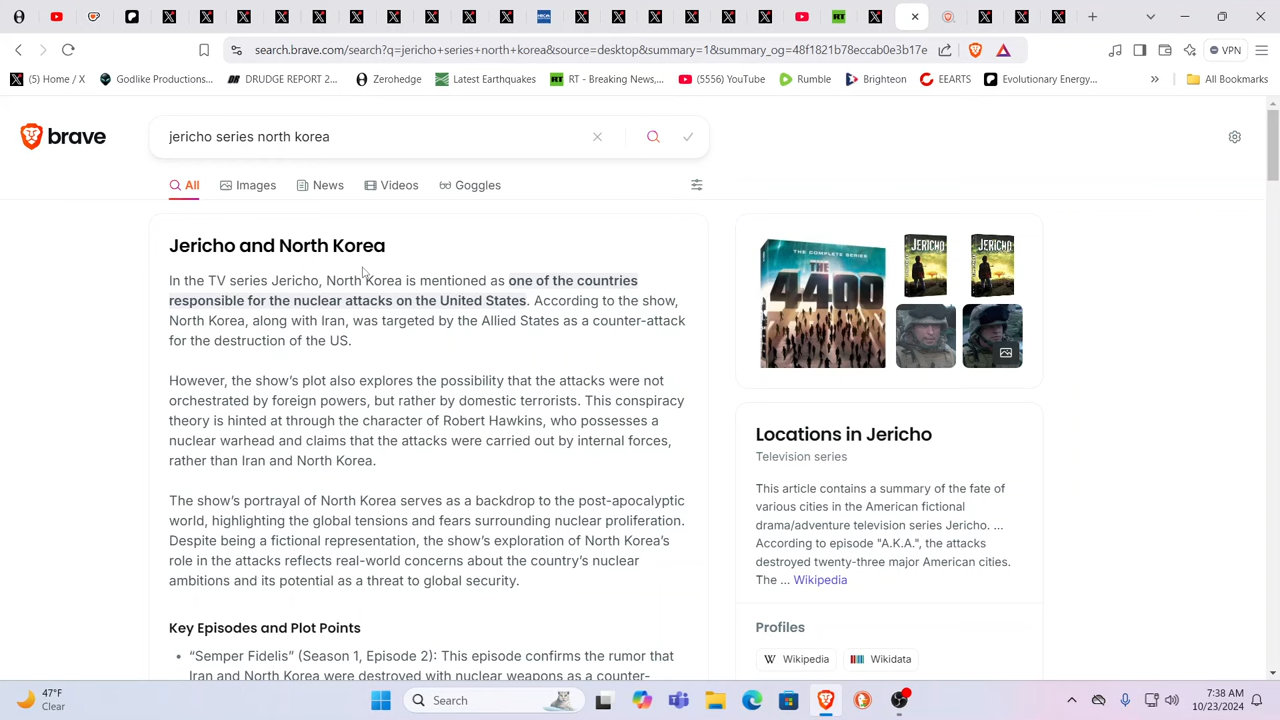 search.brave.com/search?q=jericho+series+north+korea&source=desktop&summary=1&summary_og=48f1821b78eccab0e3b17e
VPN
(5) Home / X
Godlike Productions...
DRUDGE REPORT 2...
Zerohedge
Latest Earthquakes
RT - Breaking News,...
(5556) YouTube
Rumble
Brighteon
EEARTS
Evolutionary Energy...
»
All Bookmarks
brave
jericho series north korea
All
Images
News
Videos
Goggles
Jericho and North Korea
In the TV series Jericho, North Korea is mentioned as one of the countries
responsible for the nuclear attacks on the United States. According to the show,
North Korea, along with Iran, was targeted by the Allied States as a counter-attack
for the destruction of the US.
However, the show's plot also explores the possibility that the attacks were not
orchestrated by foreign powers, but rather by domestic terrorists. This conspiracy
theory is hinted at through the character of Robert Hawkins, who possesses a
nuclear warhead and claims that the attacks were carried out by internal forces,
rather than Iran and North Korea.
The show's portrayal of North Korea serves as a backdrop to the post-apocalyptic
world, highlighting the global tensions and fears surrounding nuclear proliferation.
Despite being a fictional representation, the show's exploration of North Korea's
role in the attacks reflects real-world concerns about the country's nuclear
ambitions and its potential as a threat to global security.
Key Episodes and Plot Points
• "Semper Fidelis" (Season 1, Episode 2): This episode confirms the rumor that
Iran and North Korea were destroyed with nuclear weapons as a counter-
THE COMPLETE SERIES
THE
4400
JERICHO
JERICHO
Locations in Jericho
Television series
This article contains a summary of the fate of
various cities in the American fictional
drama/adventure television series Jericho. ...
According to episode "A.K.A.", the attacks
destroyed twenty-three major American cities.
The ... Wikipedia
Profiles
Wikipedia
Wikidata
47°F
Clear
Search
7:38 AM
10/23/2024